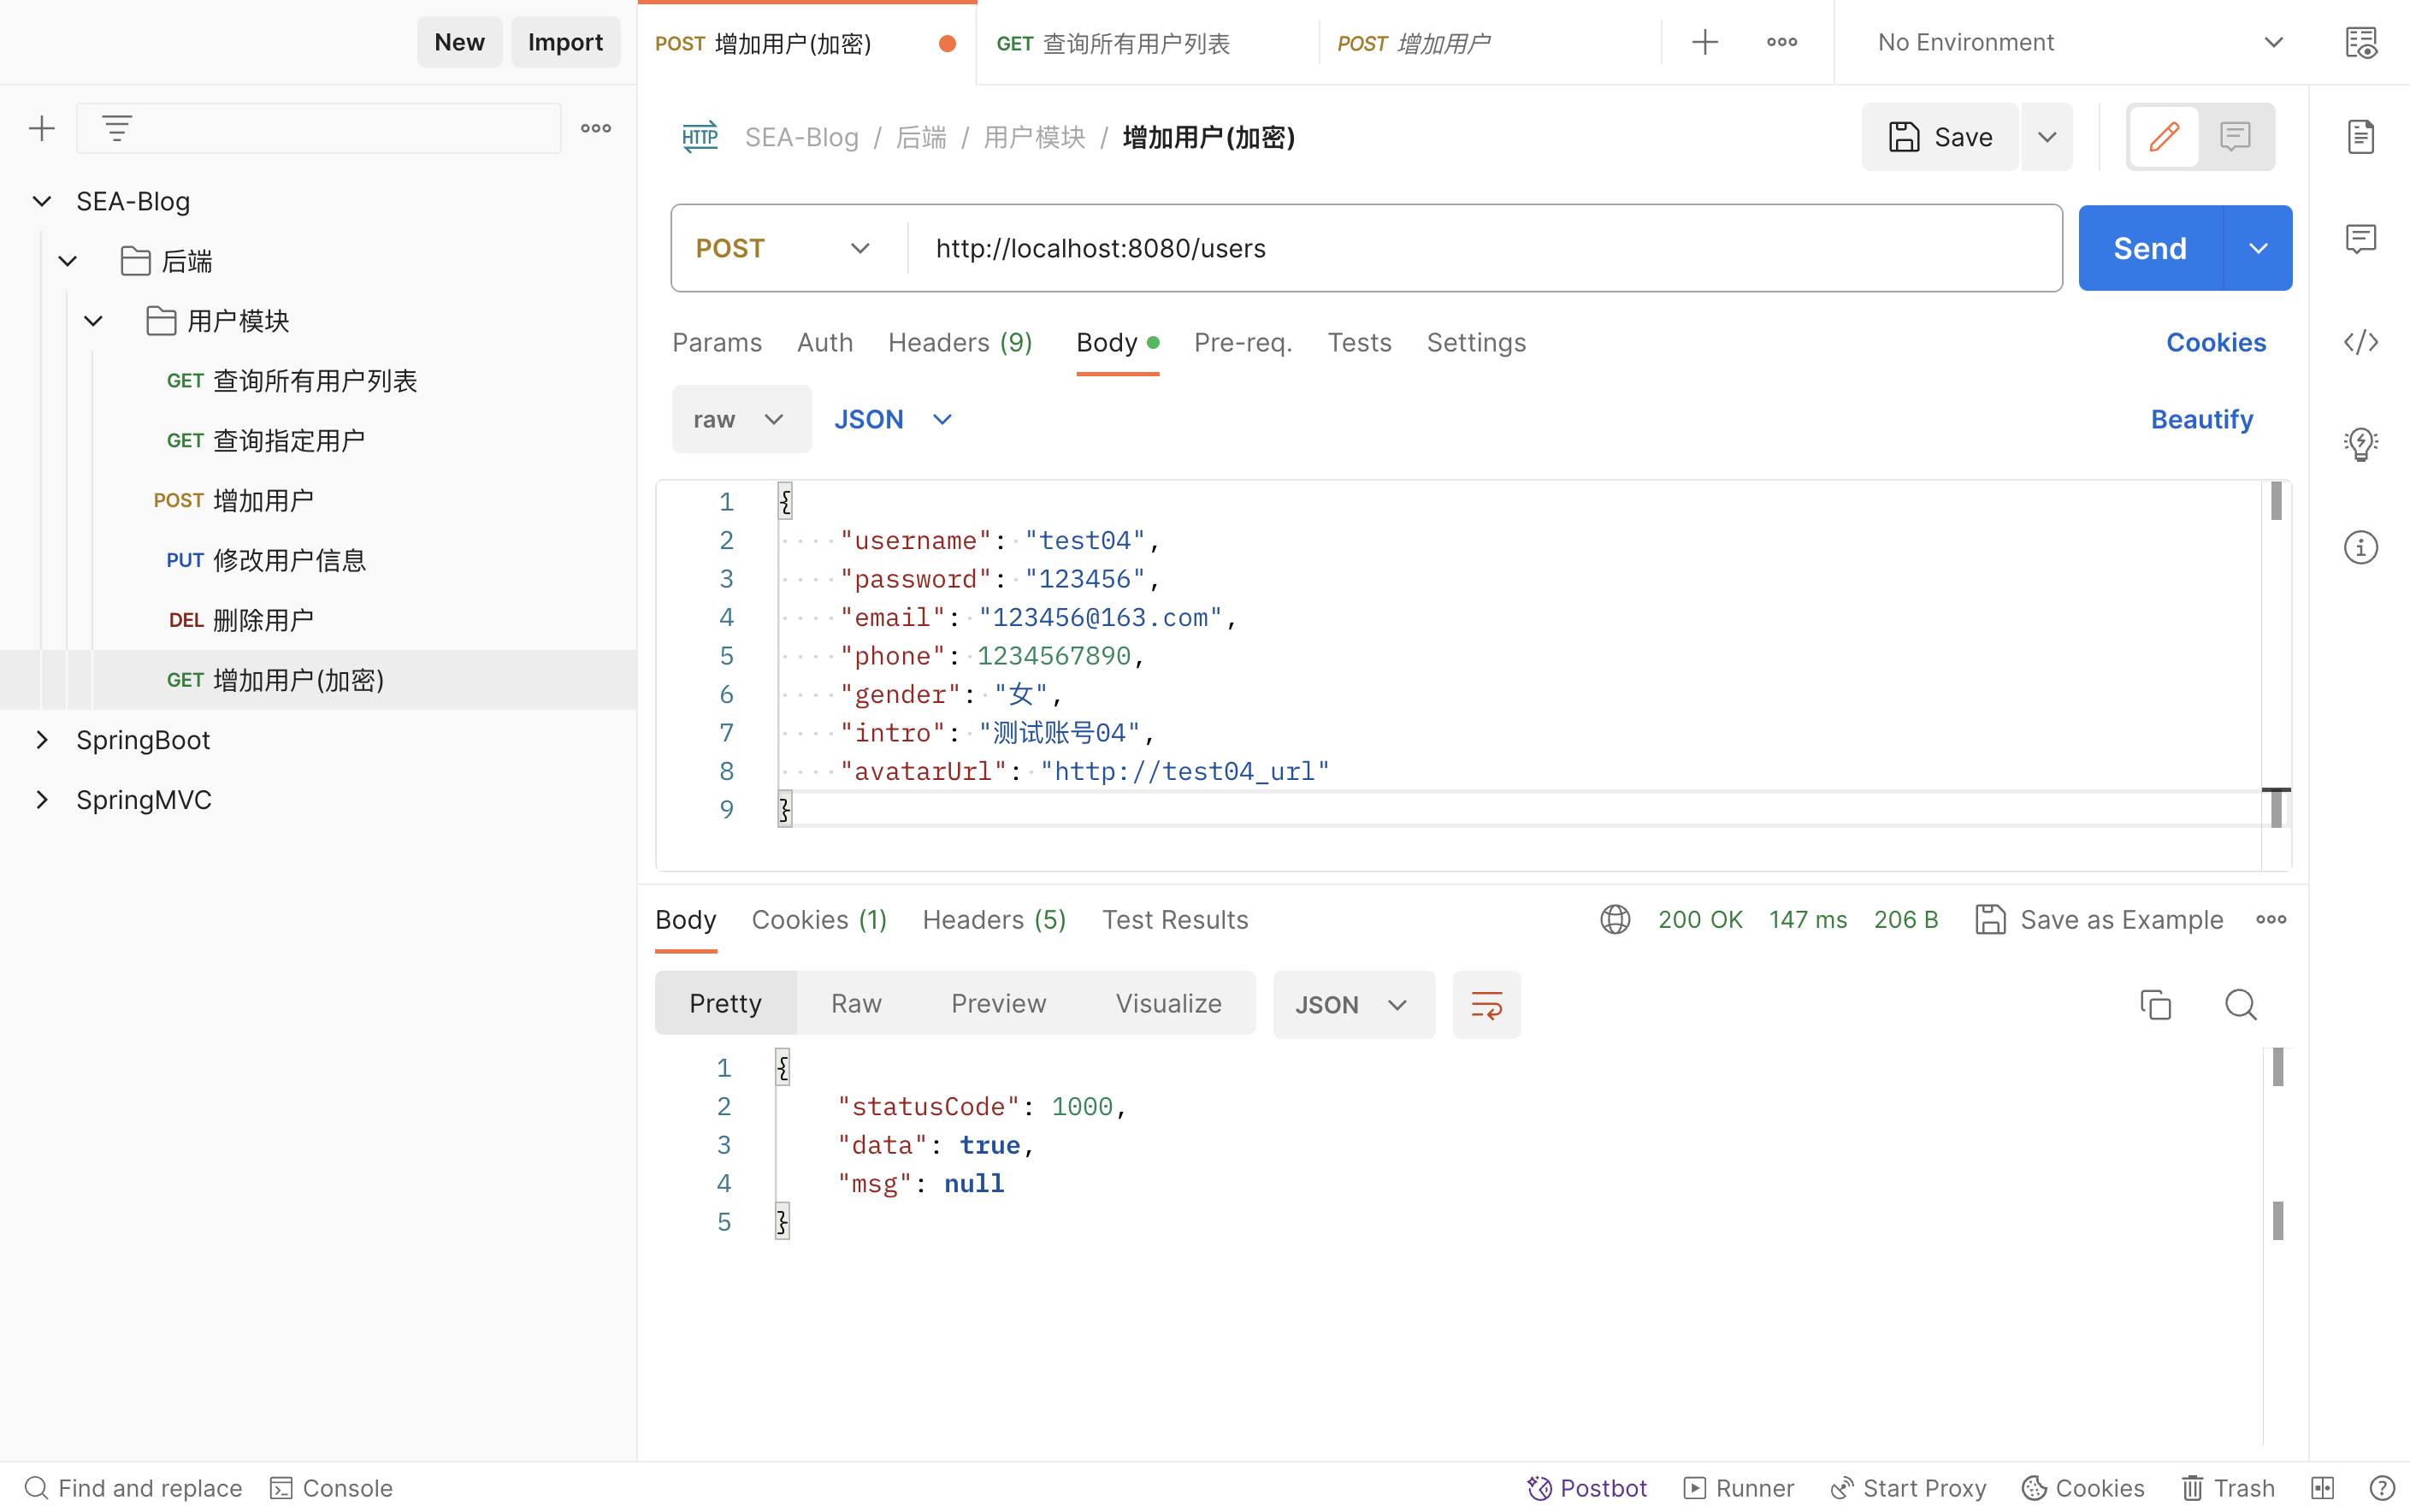 New Import
POST 增加用户(加密) GET 查询所有用户列表 POST 增加用户 No Environment
HTTP SEA-Blog / 后端 / 用户模块 / 增加用户(加密) Save
SEA-Blog
后端
用户模块
GET 查询所有用户列表
GET 查询指定用户
POST 增加用户
PUT 修改用户信息
DEL 删除用户
GET 增加用户(加密)
SpringBoot
SpringMVC
POST http://localhost:8080/users Send
Params Auth Headers (9) Body Pre-req. Tests Settings Cookies
raw JSON Beautify
1 {
2 "username": "test04",
3 "password": "123456",
4 "email": "123456@163.com",
5 "phone": 1234567890,
6 "gender": "女",
7 "intro": "测试账号04",
8 "avatarUrl": "http://test04_url"
9 }
Body Cookies (1) Headers (5) Test Results 200 OK 147 ms 206 B Save as Example
Pretty Raw Preview Visualize JSON
1 {
2 "statusCode": 1000,
3 "data": true,
4 "msg": null
5 }
Find and replace Console Postbot Runner Start Proxy Cookies Trash